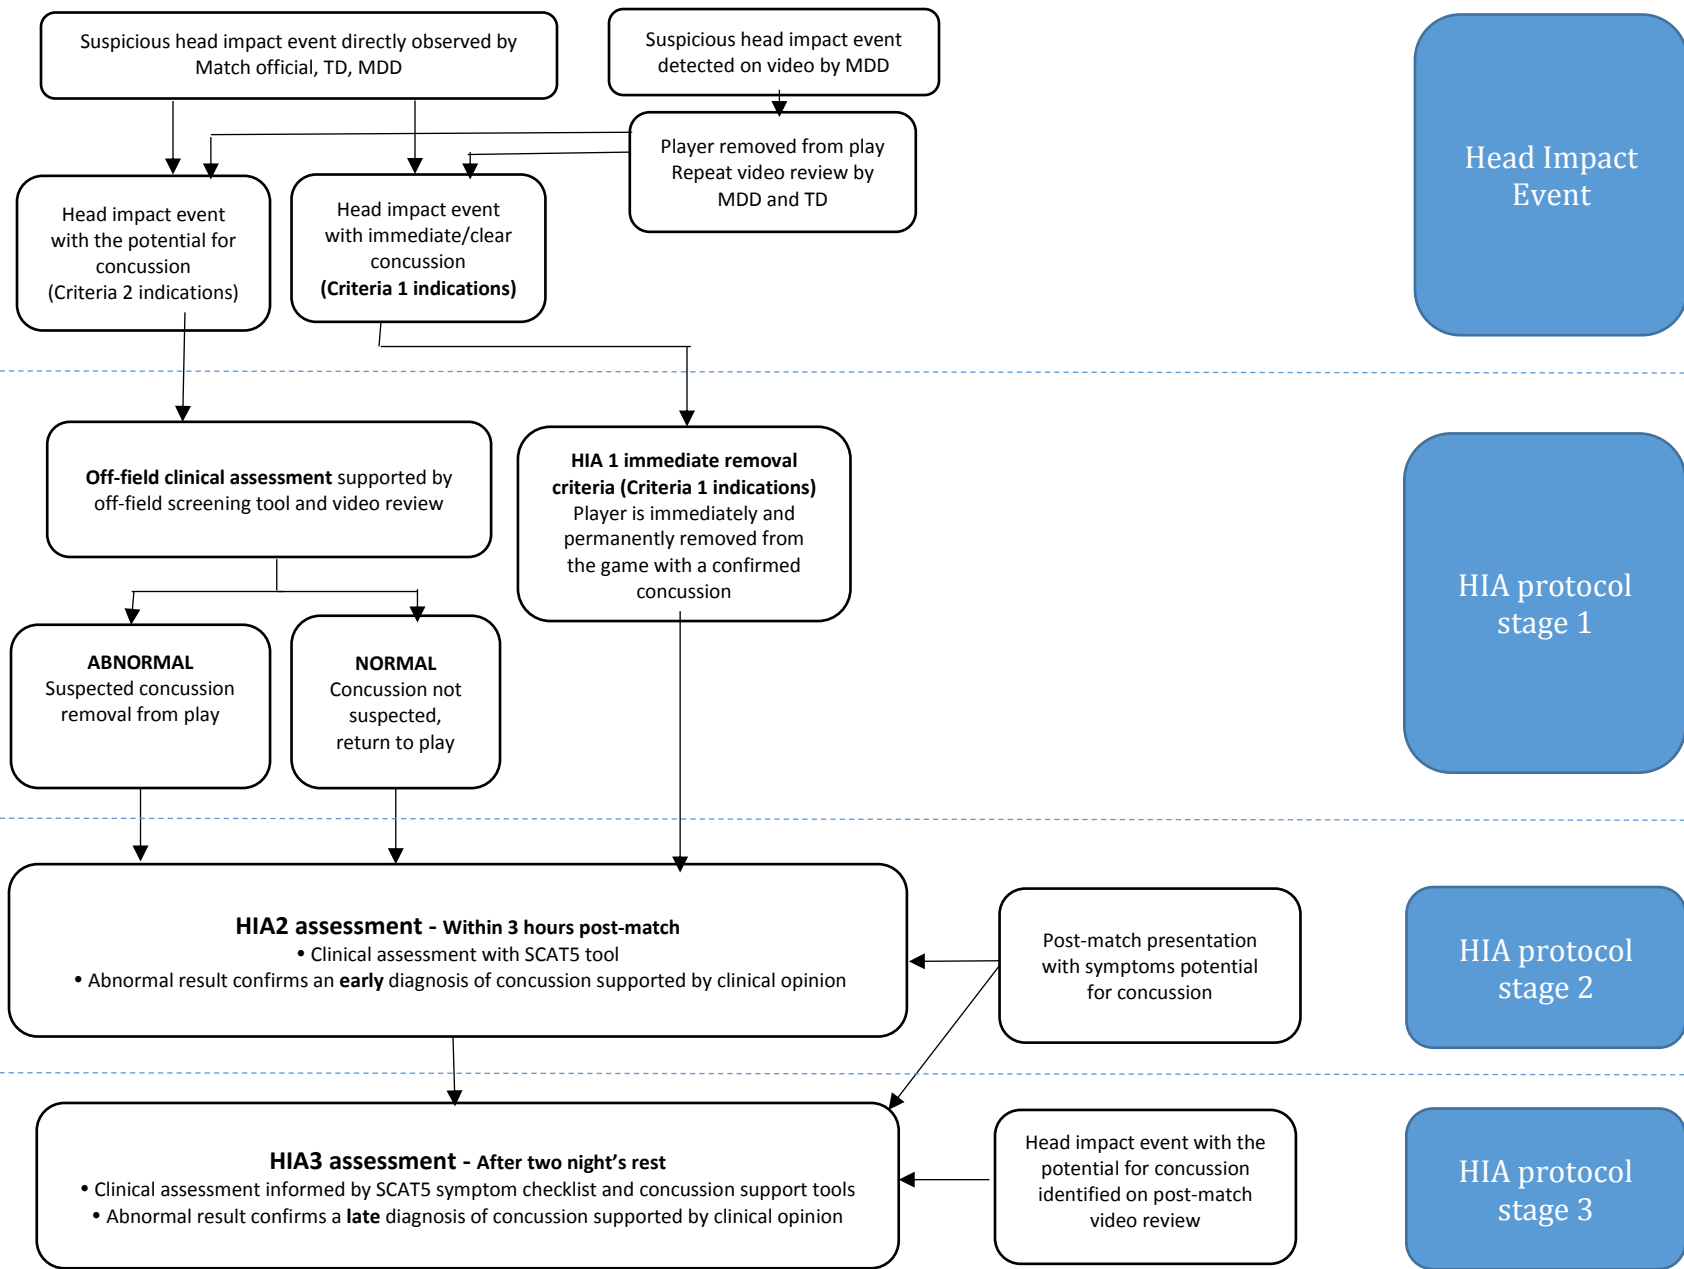 Suspicious head impact event directly observed by
Match official, TD, MDD
Suspicious head impact event
detected on video by MDD
Player removed from play
Repeat video review by
MDD and TD
Head impact event
with the potential for
concussion
(Criteria 2 indications)
Head impact event
with immediate/clear
concussion
(Criteria 1 indications)
Head Impact
Event
Off-field clinical assessment supported by
off-field screening tool and video review
HIA 1 immediate removal
criteria (Criteria 1 indications)
Player is immediately and
permanently removed from
the game with a confirmed
concussion
ABNORMAL
Suspected concussion
removal from play
NORMAL
Concussion not
suspected,
return to play
HIA protocol
stage 1
HIA2 assessment - Within 3 hours post-match
• Clinical assessment with SCAT5 tool
• Abnormal result confirms an early diagnosis of concussion supported by clinical opinion
Post-match presentation
with symptoms potential
for concussion
HIA protocol
stage 2
HIA3 assessment - After two night's rest
• Clinical assessment informed by SCAT5 symptom checklist and concussion support tools
• Abnormal result confirms a late diagnosis of concussion supported by clinical opinion
Head impact event with the
potential for concussion
identified on post-match
video review
HIA protocol
stage 3